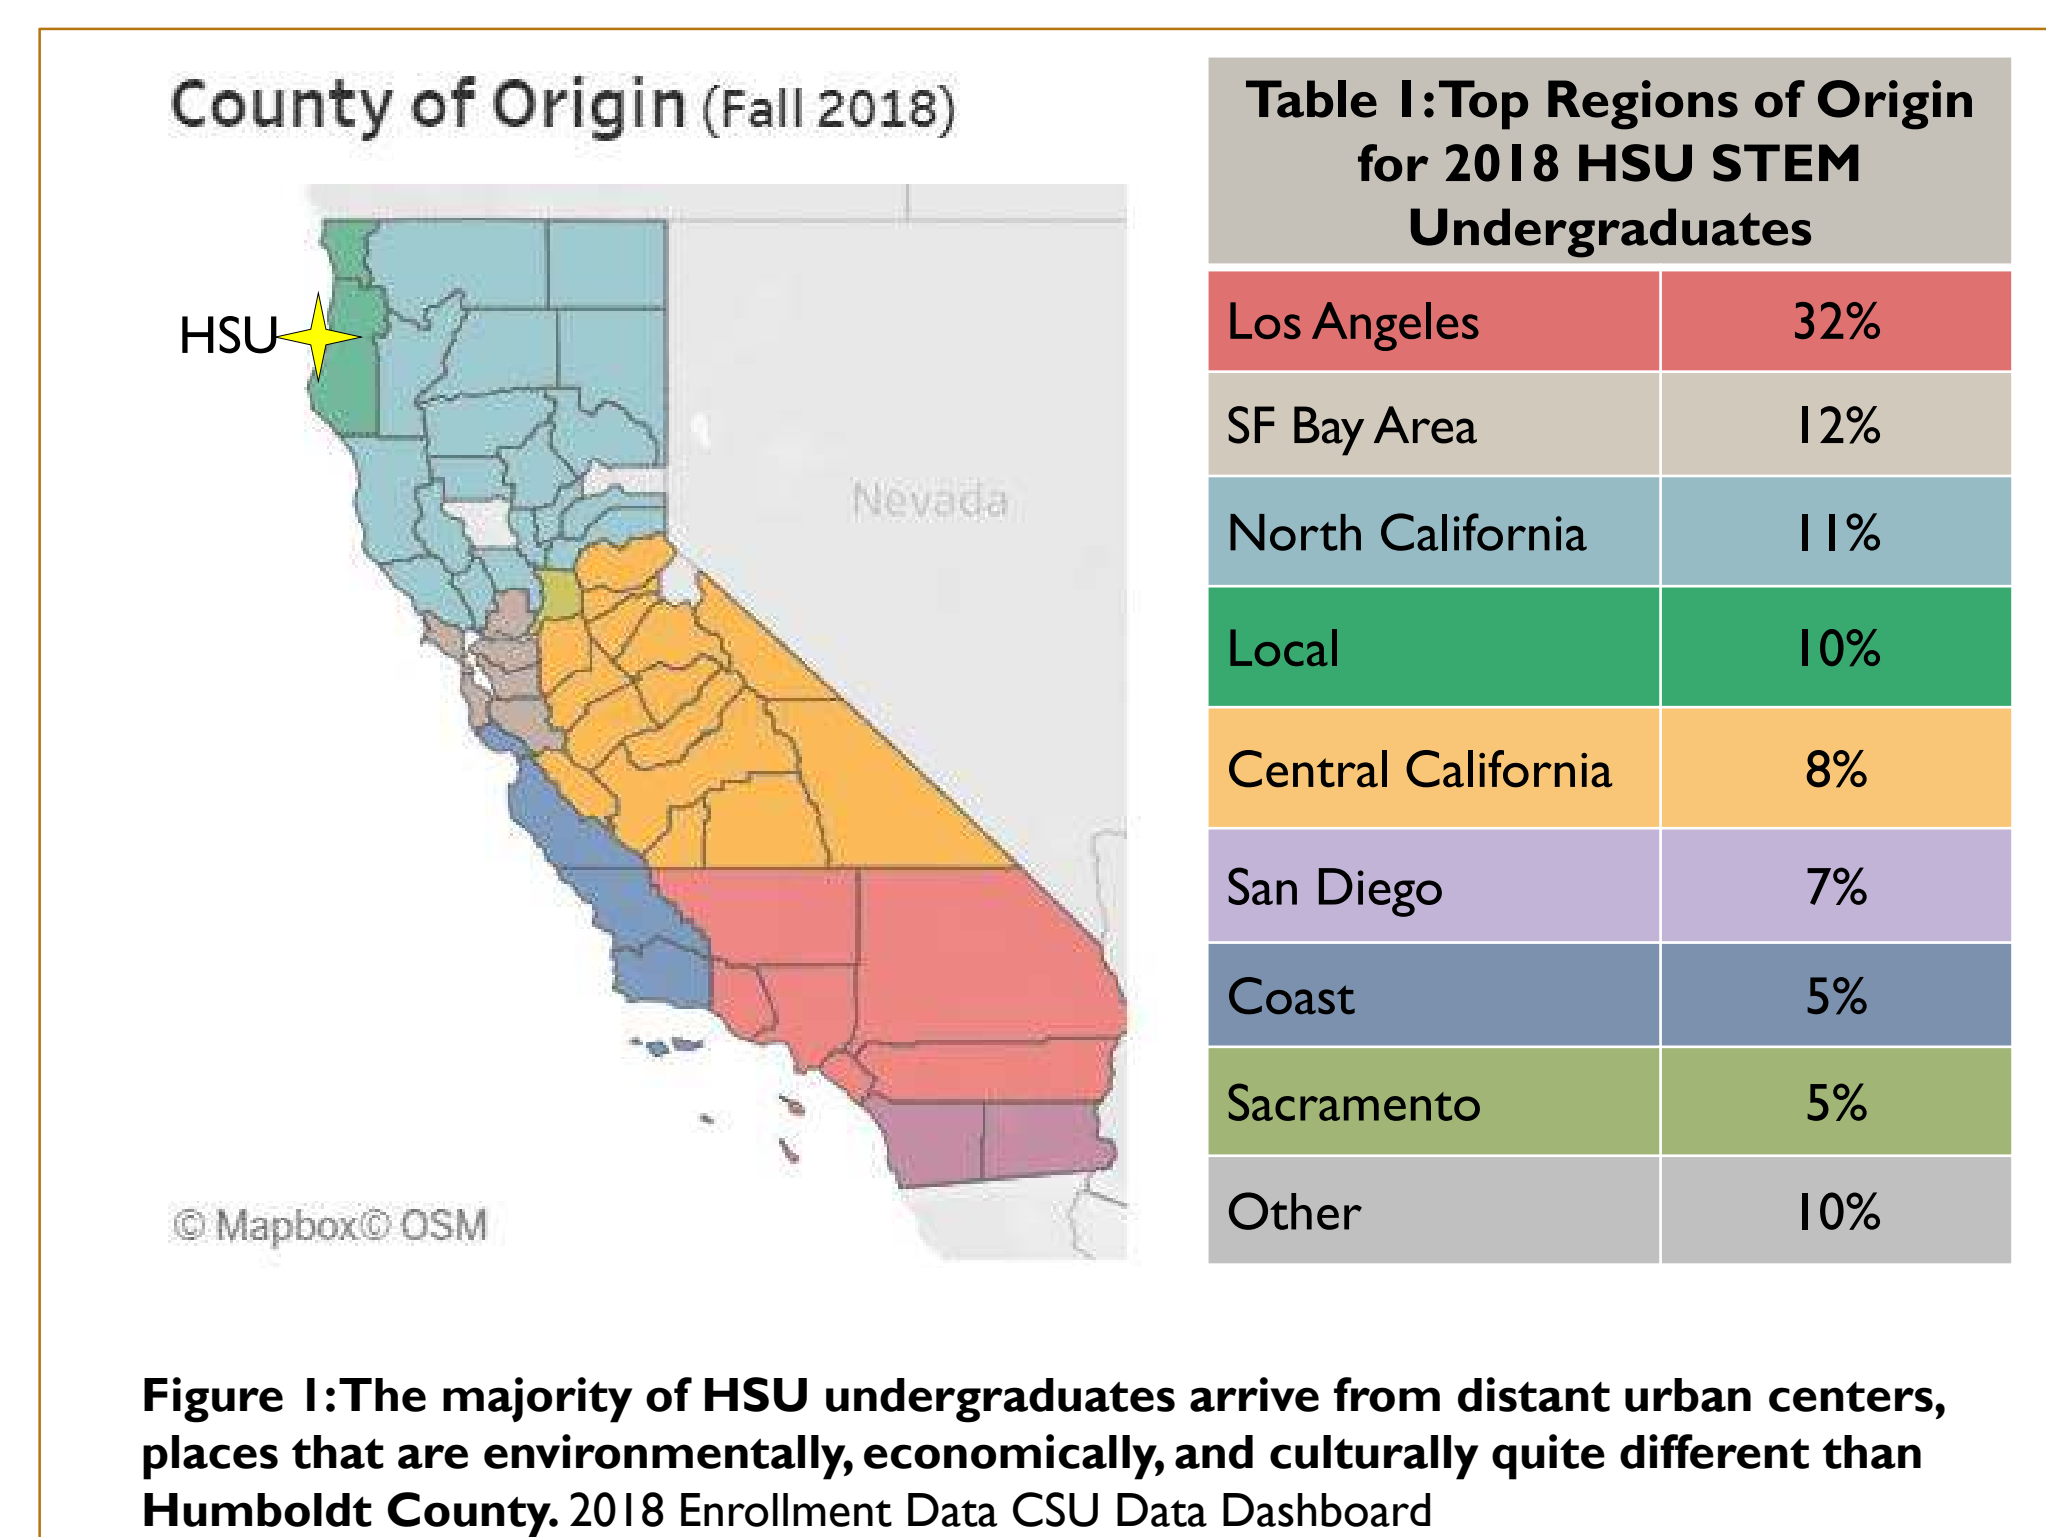 County of Origin (Fall 2018)
HSU
Nevada
© Mapbox© OSM
Table 1: Top Regions of Origin
for 2018 HSU STEM
Undergraduates
Los Angeles 32%
SF Bay Area 12%
North California 11%
Local 10%
Central California 8%
San Diego 7%
Coast 5%
Sacramento 5%
Other 10%
Figure 1: The majority of HSU undergraduates arrive from distant urban centers,
places that are environmentally, economically, and culturally quite different than
Humboldt County. 2018 Enrollment Data CSU Data Dashboard